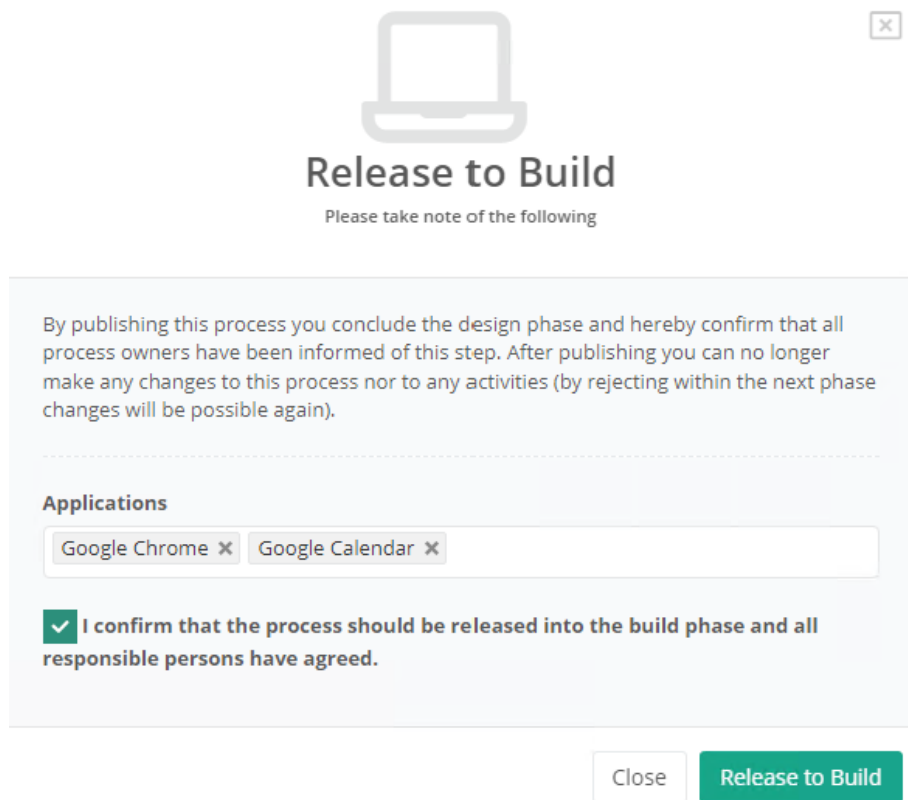 Release to Build
Please take note of the following
By publishing this process you conclude the design phase and hereby confirm that all
process owners have been informed of this step. After publishing you can no longer
make any changes to this process nor to any activities (by rejecting within the next phase
changes will be possible again).
Applications
Google Chrome × Google Calendar ×
I confirm that the process should be released into the build phase and all
responsible persons have agreed.
Close Release to Build